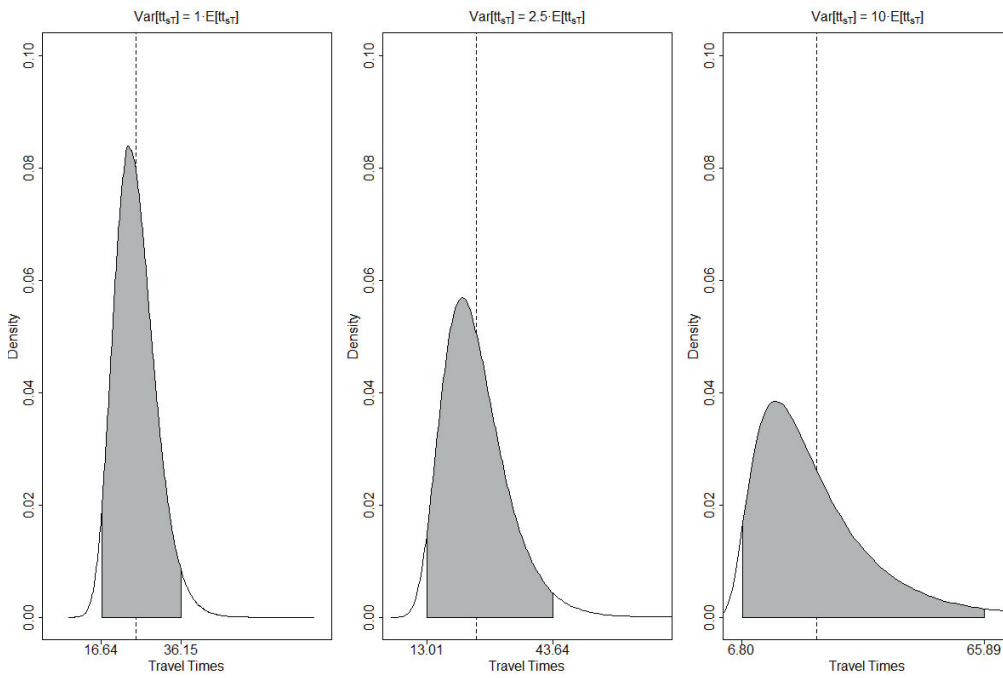 Var[tt_sT] = 1·E[tt_sT]
0.10
0.08
0.06
0.04
0.02
0.00
Density
16.64 36.15
Travel Times
Var[tt_sT] = 2.5·E[tt_sT]
0.10
0.08
0.06
0.04
0.02
0.00
Density
13.01 43.64
Travel Times
Var[tt_sT] = 10·E[tt_sT]
0.10
0.08
0.06
0.04
0.02
0.00
Density
6.80 65.89
Travel Times